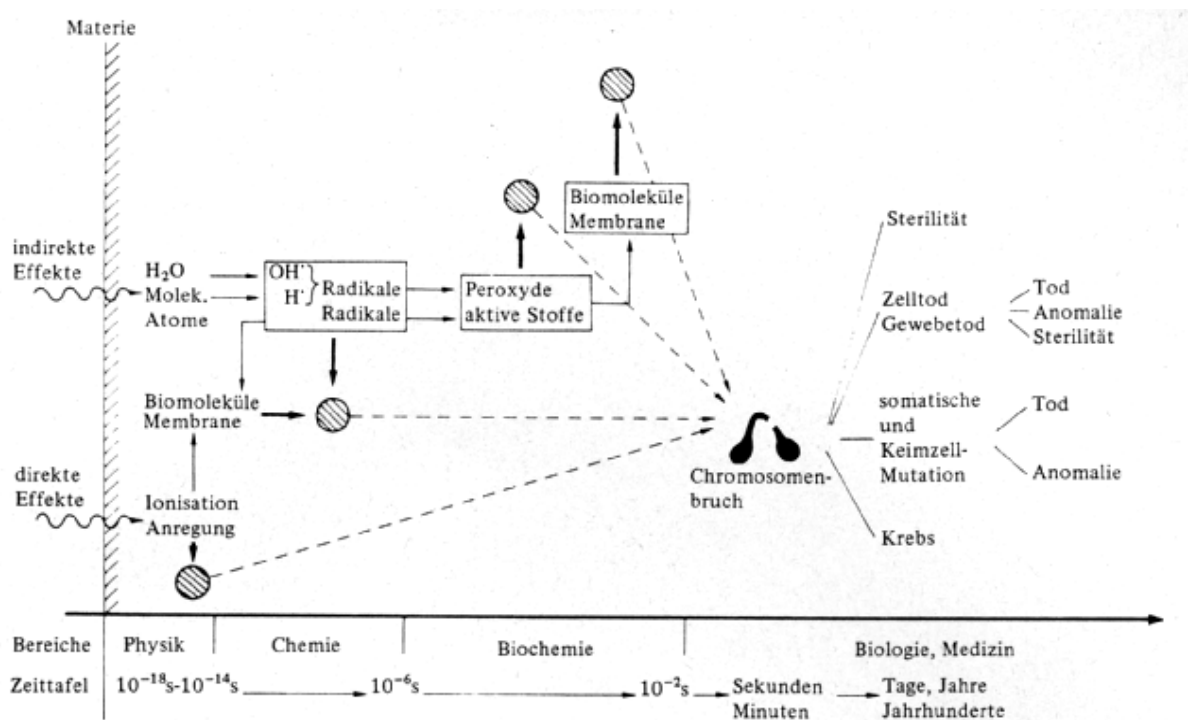 Materie
indirekte
Effekte
H₂O
Molek.
Atome
OH·
H·
Radikale
Radikale
Peroxyde
aktive Stoffe
Biomoleküle
Membrane
Biomoleküle
Membrane
direkte
Effekte
Ionisation
Anregung
Chromosomen-
bruch
Sterilität
Zelltod
Gewebetod
Tod
Anomalie
Sterilität
somatische
und
Keimzell-
Mutation
Tod
Anomalie
Krebs
Bereiche Physik Chemie Biochemie Biologie, Medizin
Zeittafel 10⁻¹⁸s-10⁻¹⁴s 10⁻⁶s 10⁻²s Sekunden Tage, Jahre
Minuten Jahrhunderte